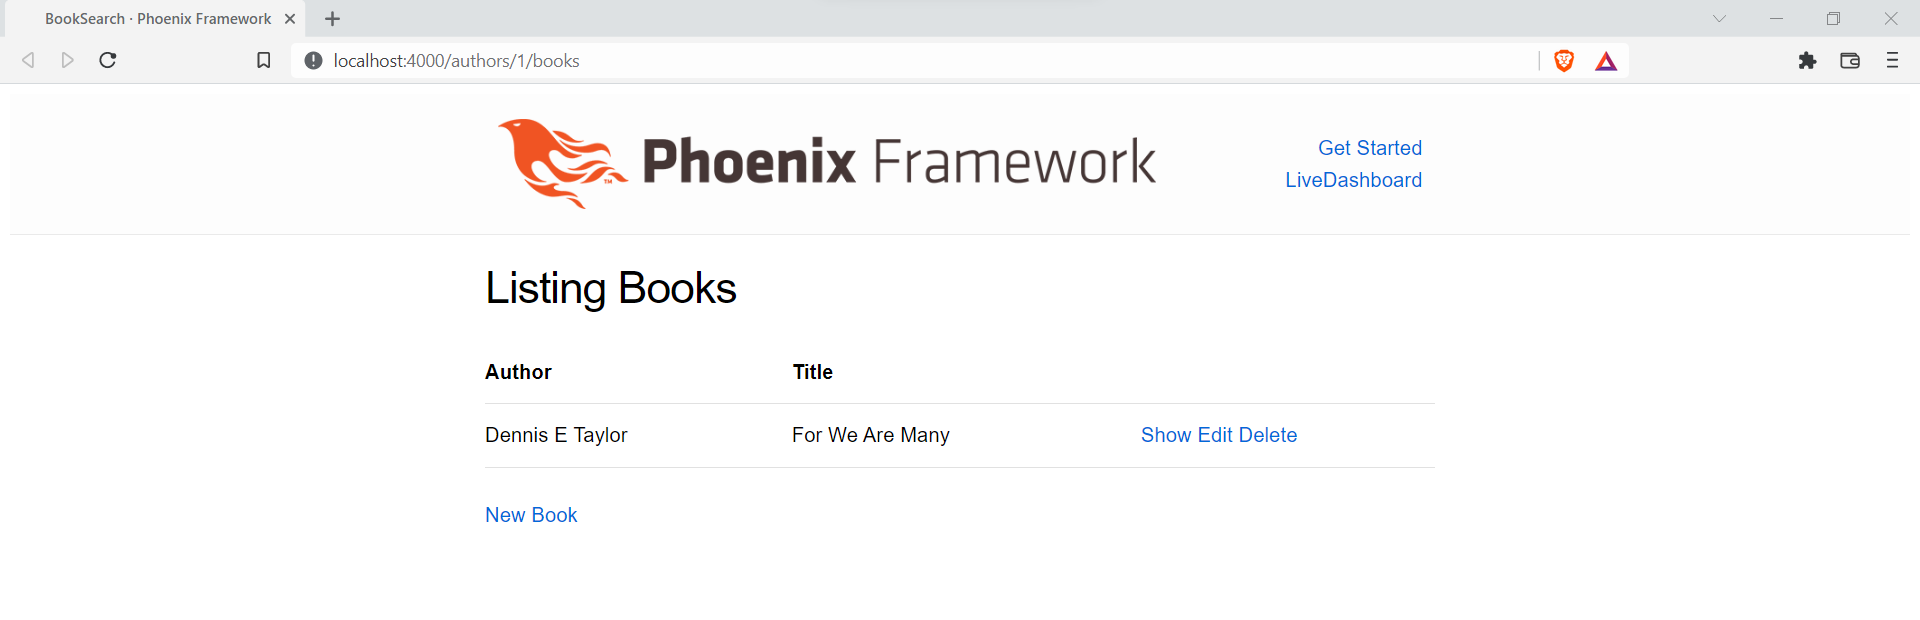 BookSearch · Phoenix Framework
localhost:4000/authors/1/books
Phoenix Framework
TM
Get Started
LiveDashboard
Listing Books
Author Title
Dennis E Taylor For We Are Many Show Edit Delete
New Book